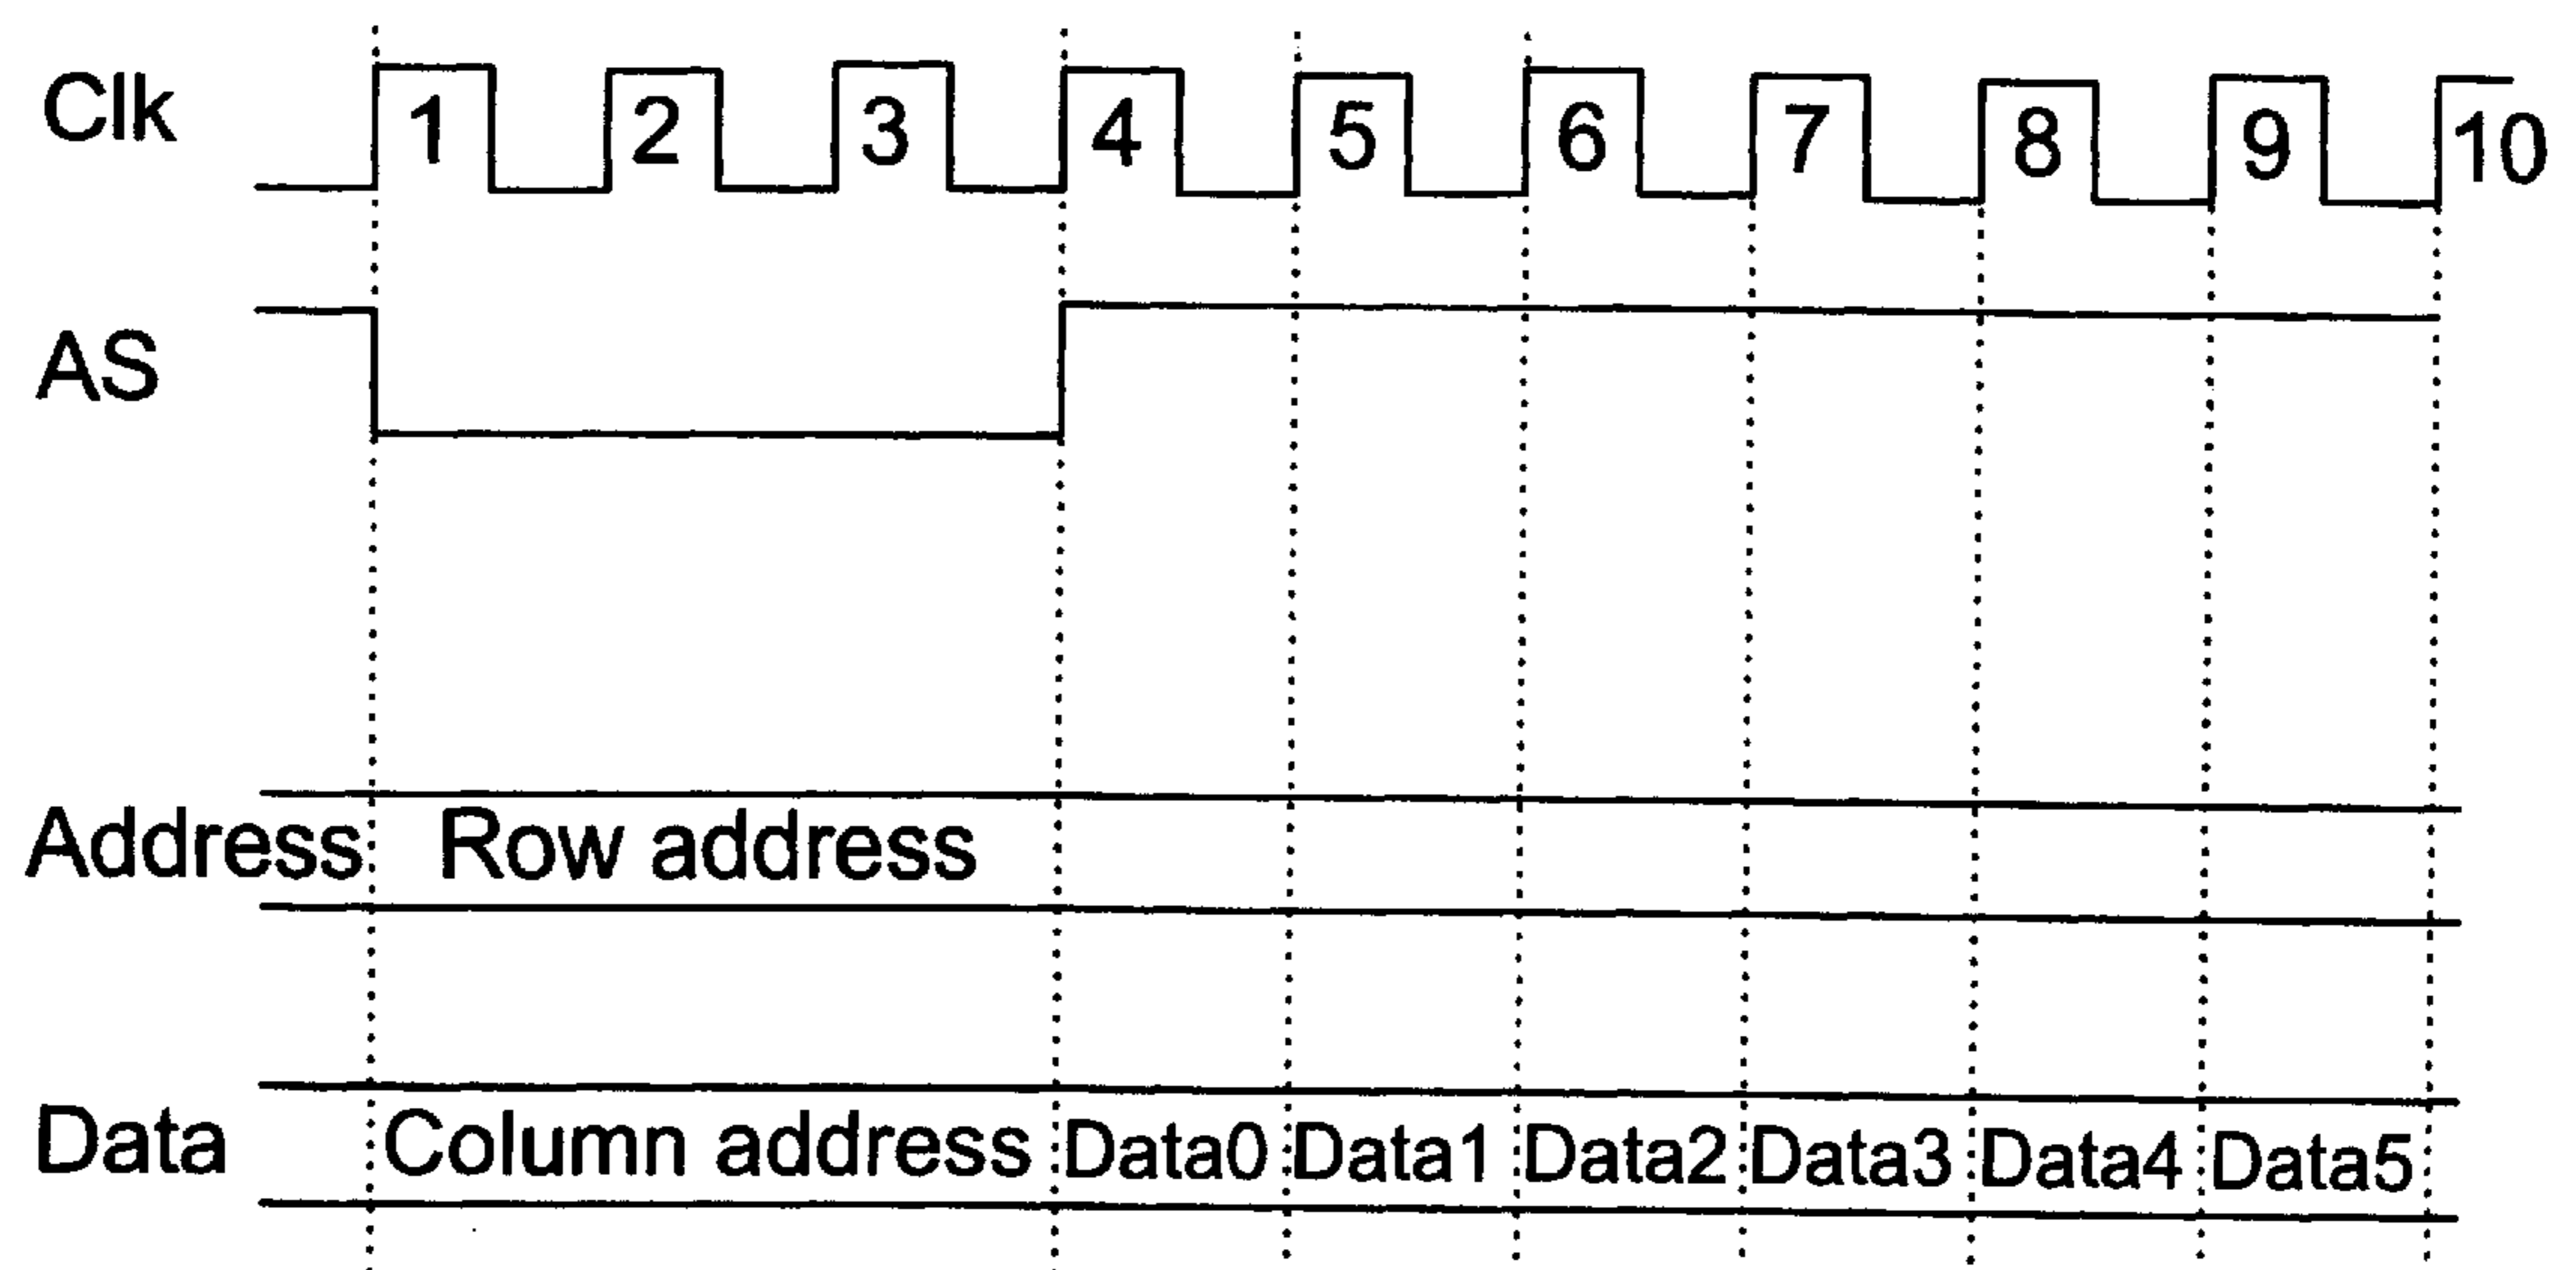 Clk 1 2 3 4 5 6 7 8 9 10
AS
Address Row address
Data Column address Data0 Data1 Data2 Data3 Data4 Data5